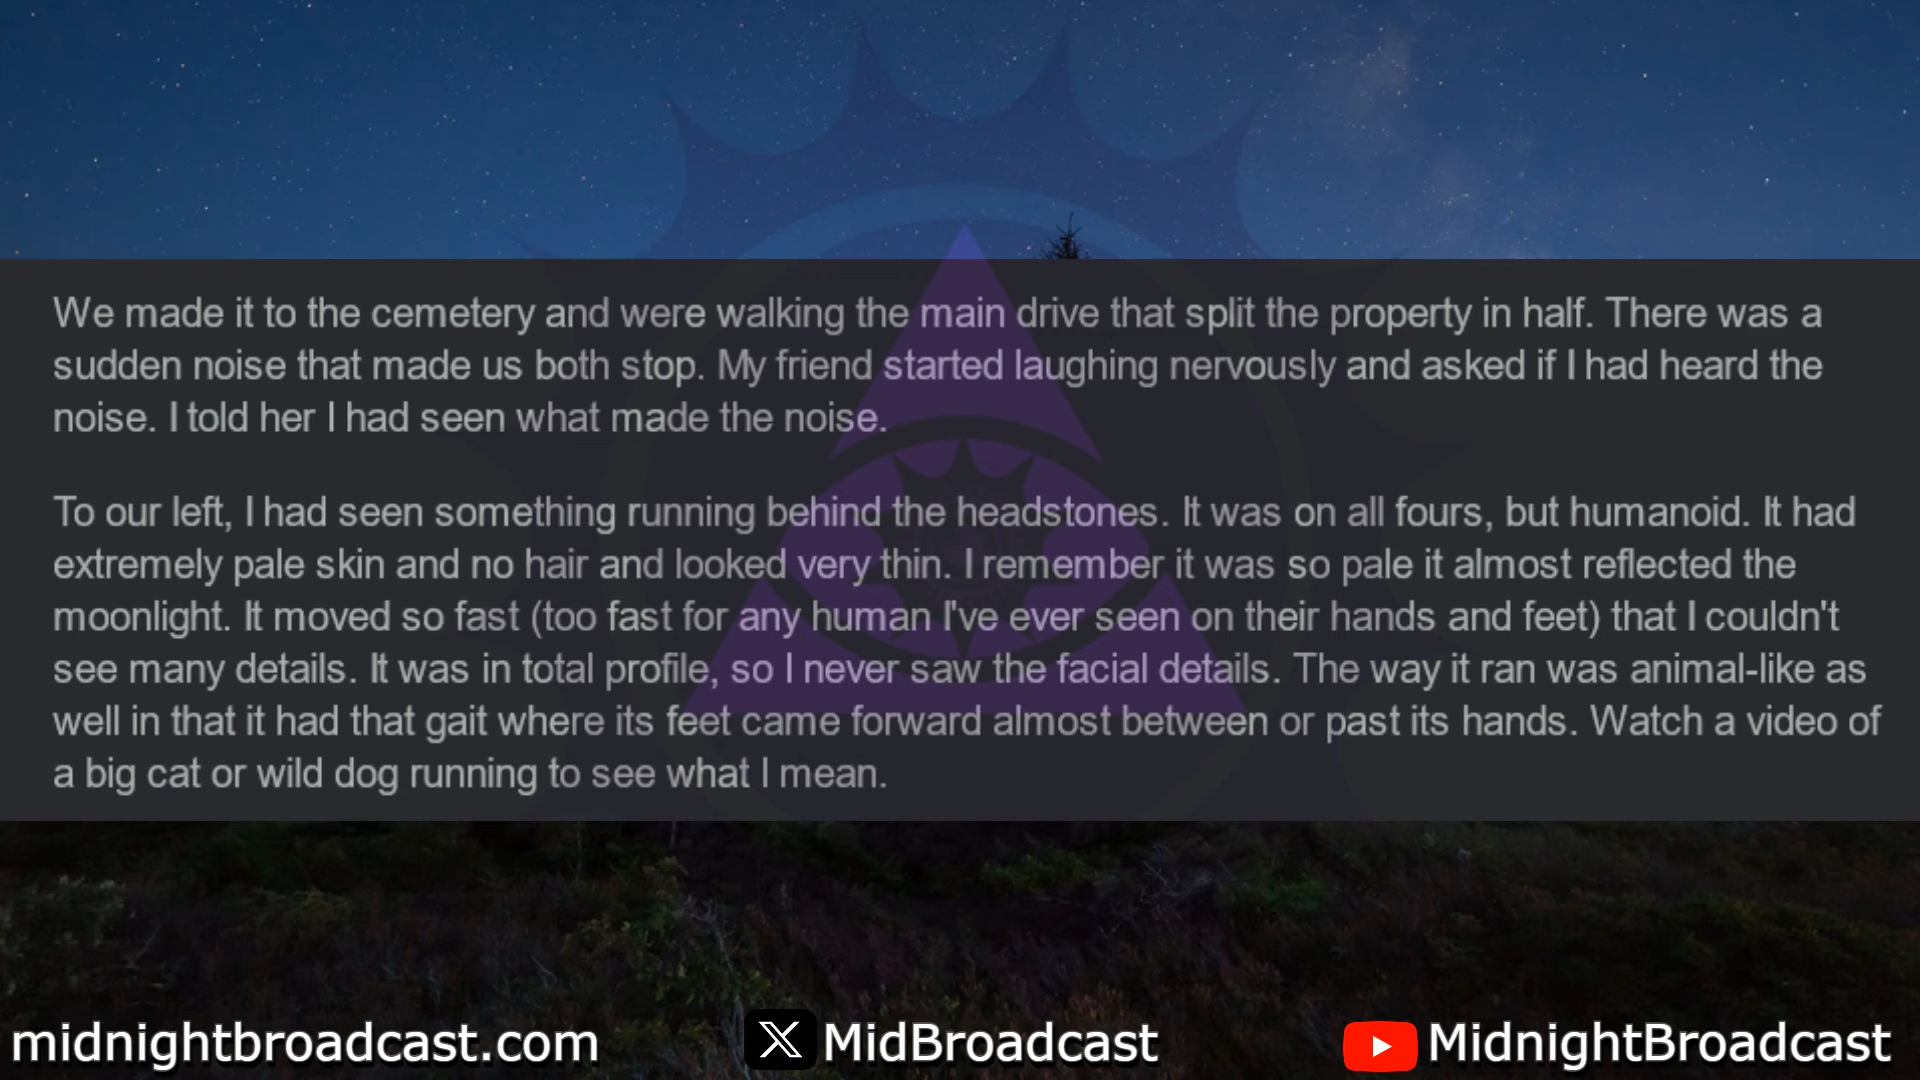 We made it to the cemetery and were walking the main drive that split the property in half. There was a
sudden noise that made us both stop. My friend started laughing nervously and asked if I had heard the
noise. I told her I had seen what made the noise.
To our left, I had seen something running behind the headstones. It was on all fours, but humanoid. It had
extremely pale skin and no hair and looked very thin. I remember it was so pale it almost reflected the
moonlight. It moved so fast (too fast for any human I've ever seen on their hands and feet) that I couldn't
see many details. It was in total profile, so I never saw the facial details. The way it ran was animal-like as
well in that it had that gait where its feet came forward almost between or past its hands. Watch a video of
a big cat or wild dog running to see what I mean.
midnightbroadcast.com MidBroadcast MidnightBroadcast